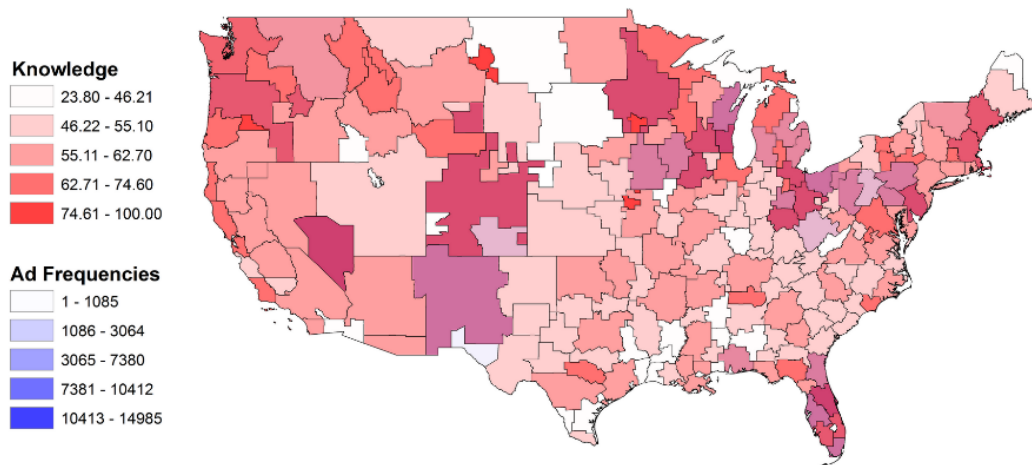 Knowledge
23.80 - 46.21
46.22 - 55.10
55.11 - 62.70
62.71 - 74.60
74.61 - 100.00
Ad Frequencies
1 - 1085
1086 - 3064
3065 - 7380
7381 - 10412
10413 - 14985